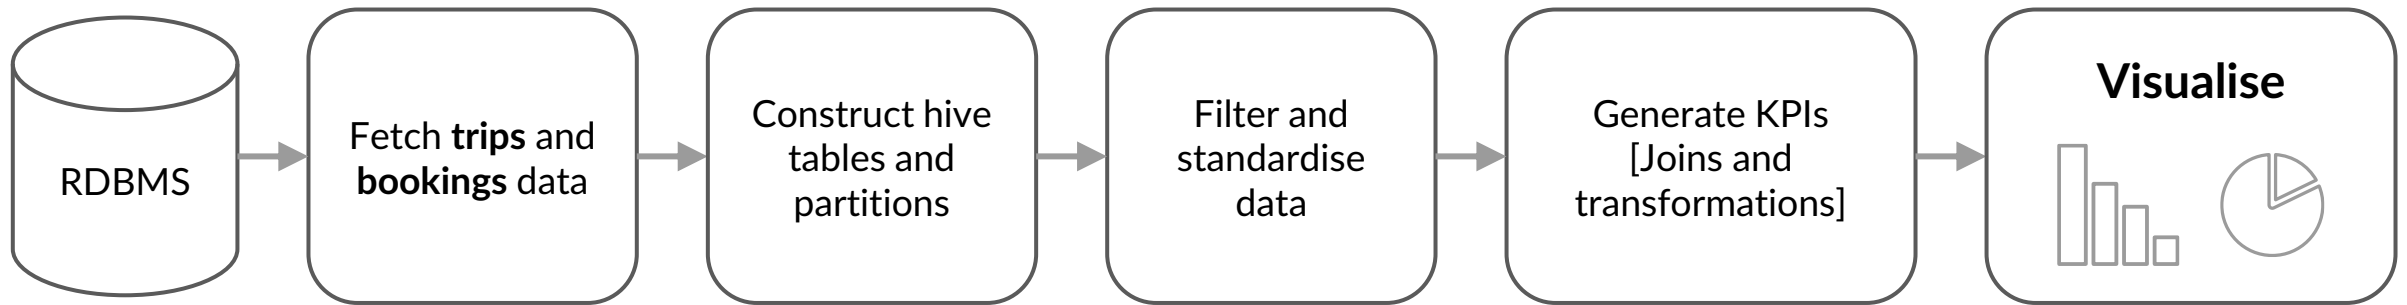 RDBMS
Fetch trips and
bookings data
Construct hive
tables and
partitions
Filter and
standardise
data
Generate KPIs
[Joins and
transformations]
Visualise